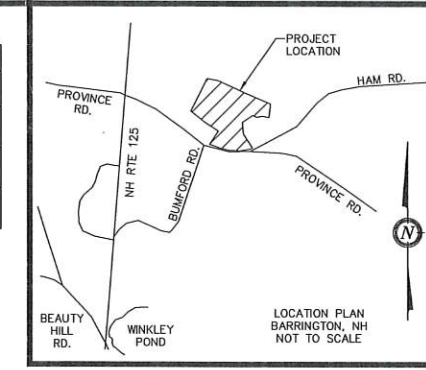 PROJECT
LOCATION
HAM RD.
PROVINCE
RD.
NH RTE 125
BUMFORD RD.
PROVINCE RD.
N
BEAUTY
HILL
RD.
WINKLEY
POND
LOCATION PLAN
BARRINGTON, NH
NOT TO SCALE